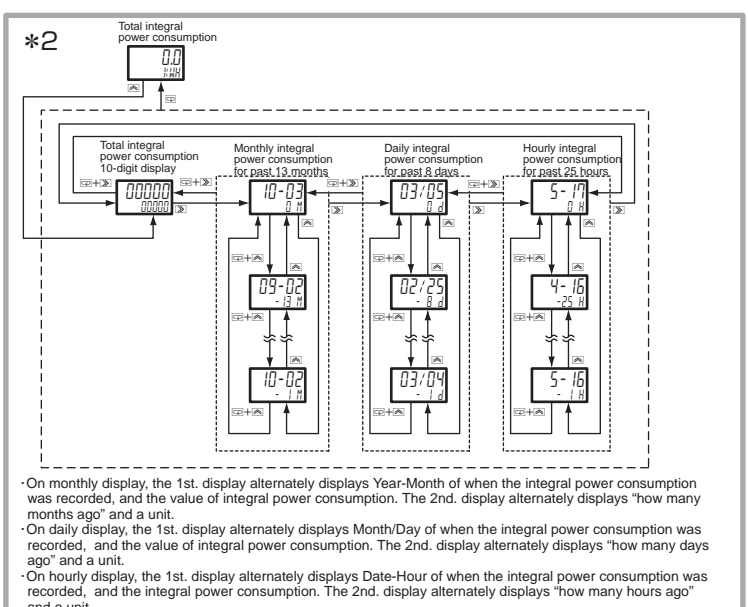 *2
Total integral
power consumption
0.0
kWH
Total integral
power consumption
10-digit display
Monthly integral
power consumption
for past 13 months
Daily integral
power consumption
for past 8 days
Hourly integral
power consumption
for past 25 hours
00000
00000
10-03
0 M
03/05
0 d
5-17
0 H
09-02
-13 M
02/25
- 8 d
4-16
-25 H
10-02
- 1 M
03/04
- 1 d
5-16
- 1 H
·On monthly display, the 1st. display alternately displays Year-Month of when the integral power consumption
was recorded, and the value of integral power consumption. The 2nd. display alternately displays “how many
months ago” and a unit.
·On daily display, the 1st. display alternately displays Month/Day of when the integral power consumption was
recorded, and the value of integral power consumption. The 2nd. display alternately displays “how many days
ago” and a unit.
·On hourly display, the 1st. display alternately displays Date-Hour of when the integral power consumption was
recorded, and the integral power consumption. The 2nd. display alternately displays “how many hours ago”
and a unit.